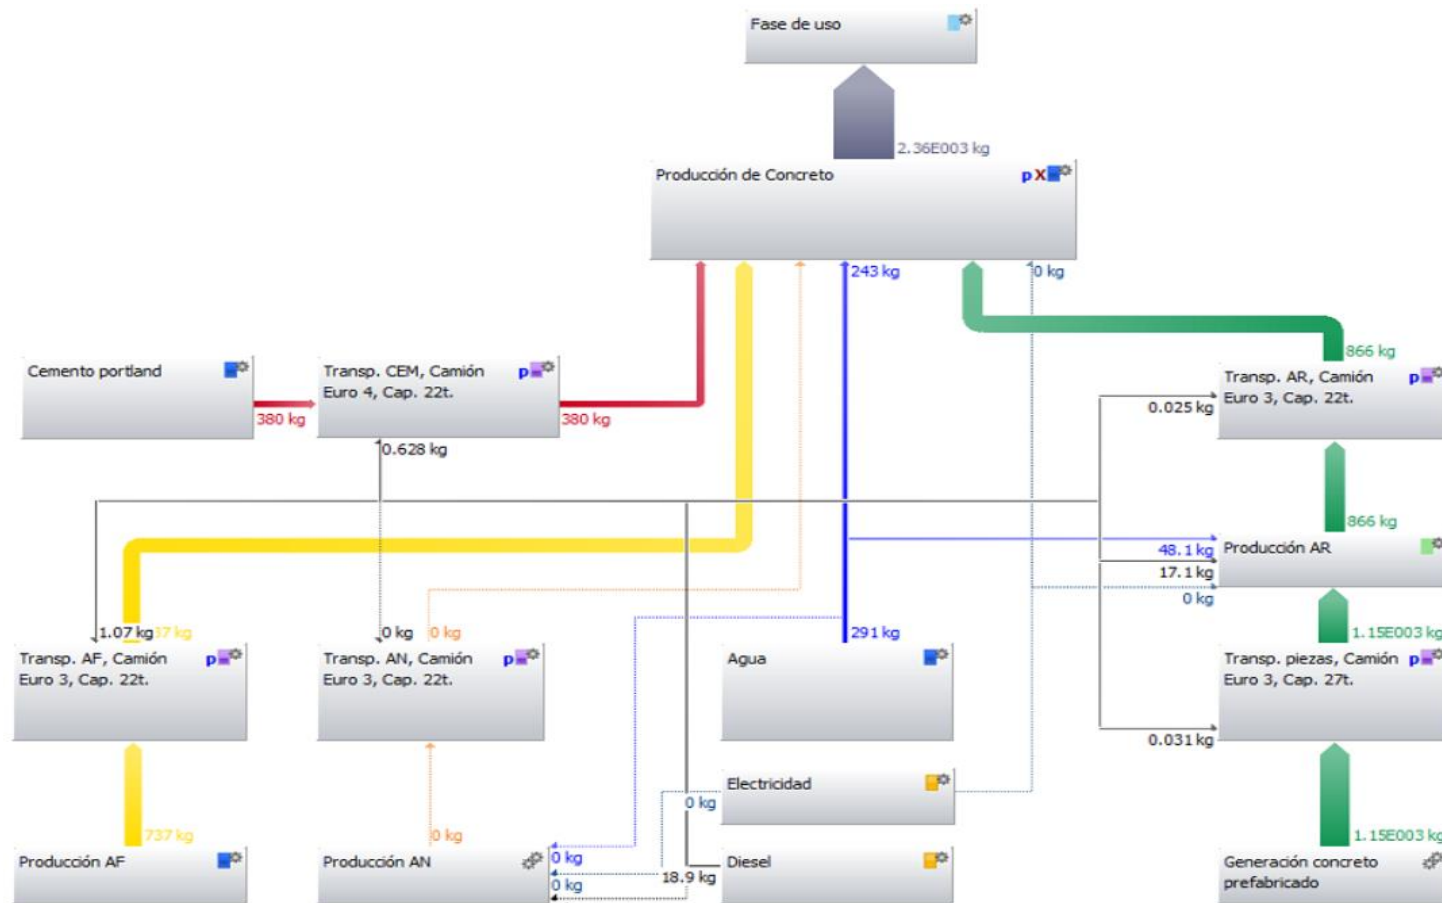 Fase de uso
2.36E003 kg
Producción de Concreto
p X
243 kg
0 kg
866 kg
Cemento portland
380 kg
Transp. CEM, Camión
Euro 4, Cap. 22t.
p
380 kg
0.628 kg
Transp. AR, Camión
Euro 3, Cap. 22t.
p
0.025 kg
866 kg
Producción AR
48.1 kg
17.1 kg
0 kg
1.07 kg
37 kg
Transp. AF, Camión
Euro 3, Cap. 22t.
p
0 kg
0 kg
Transp. AN, Camión
Euro 3, Cap. 22t.
p
291 kg
Agua
1.15E003 kg
Transp. piezas, Camión
Euro 3, Cap. 27t.
p
0.031 kg
Electricidad
0 kg
737 kg
Producción AF
0 kg
Producción AN
0 kg
0 kg
18.9 kg
Diesel
1.15E003 kg
Generación concreto
prefabricado